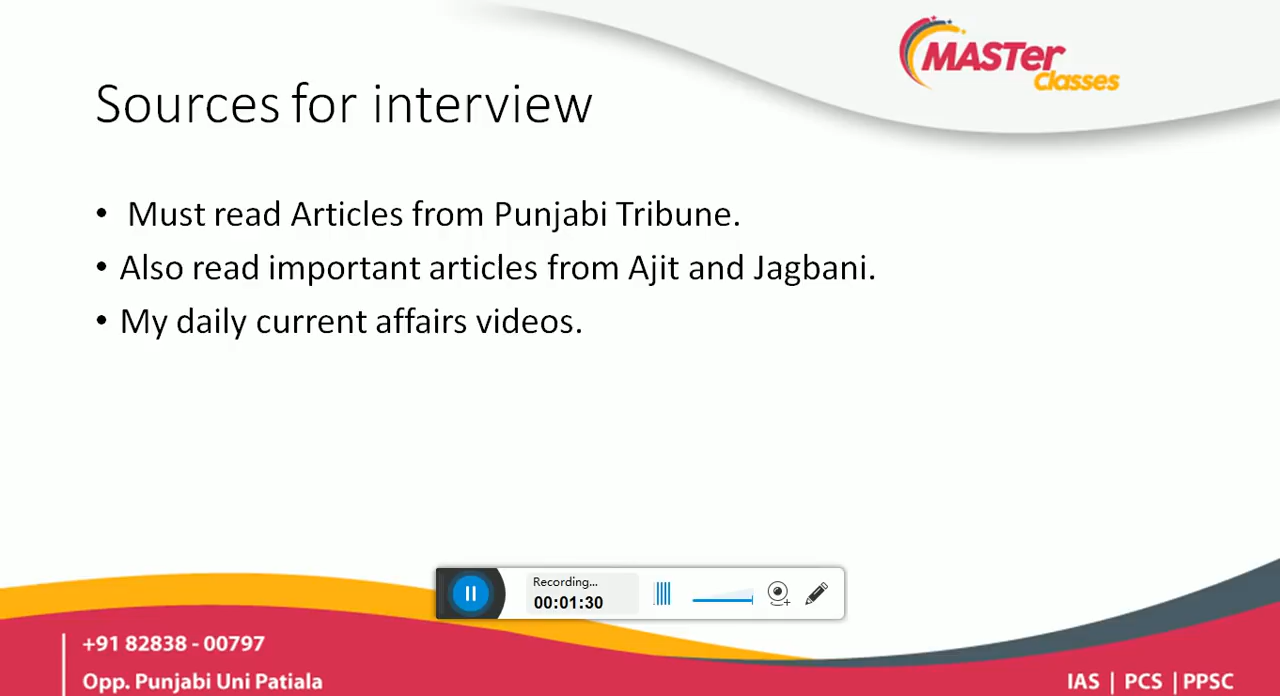 MASTer
Classes
Sources for interview
• Must read Articles from Punjabi Tribune.
• Also read important articles from Ajit and Jagbani.
• My daily current affairs videos.
Recording...
00:01:30
+91 82838 - 00797
Opp. Punjabi Uni Patiala
IAS | PCS | PPSC